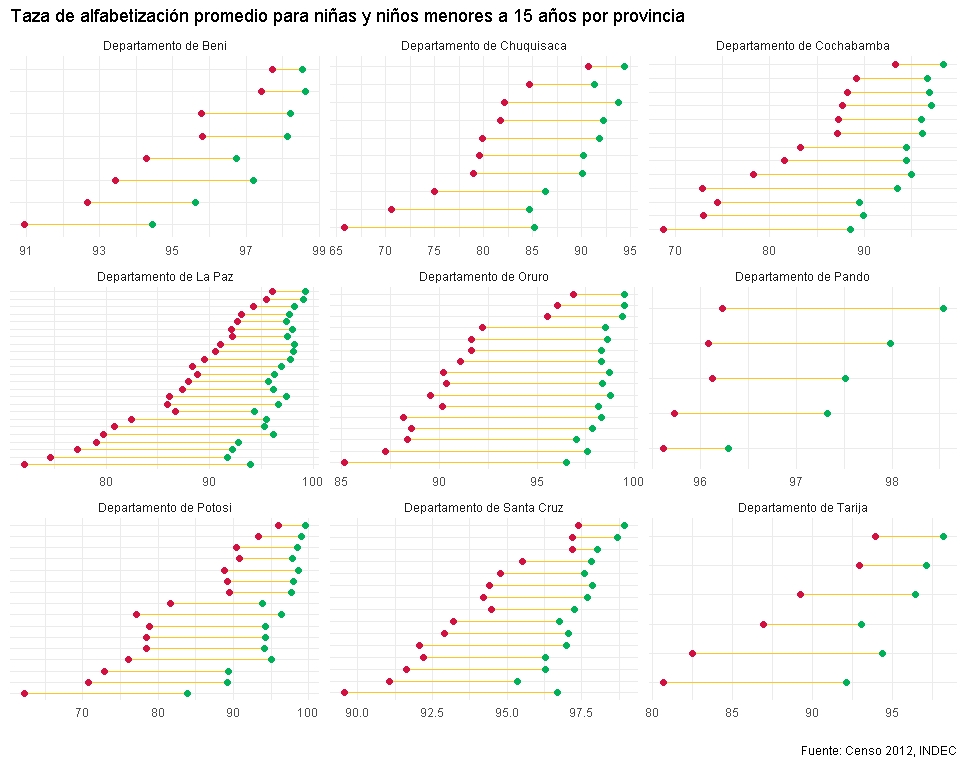 Taza de alfabetización promedio para niñas y niños menores a 15 años por provincia
Departamento de Beni
Departamento de Chuquisaca
Departamento de Cochabamba
91 93 95 97 99
65 70 75 80 85 90 95
70 80 90
Departamento de La Paz
Departamento de Oruro
Departamento de Pando
80 90 100
85 90 95 100
96 97 98
Departamento de Potosi
Departamento de Santa Cruz
Departamento de Tarija
70 80 90 100
90.0 92.5 95.0 97.5
80 85 90 95
Fuente: Censo 2012, INDEC